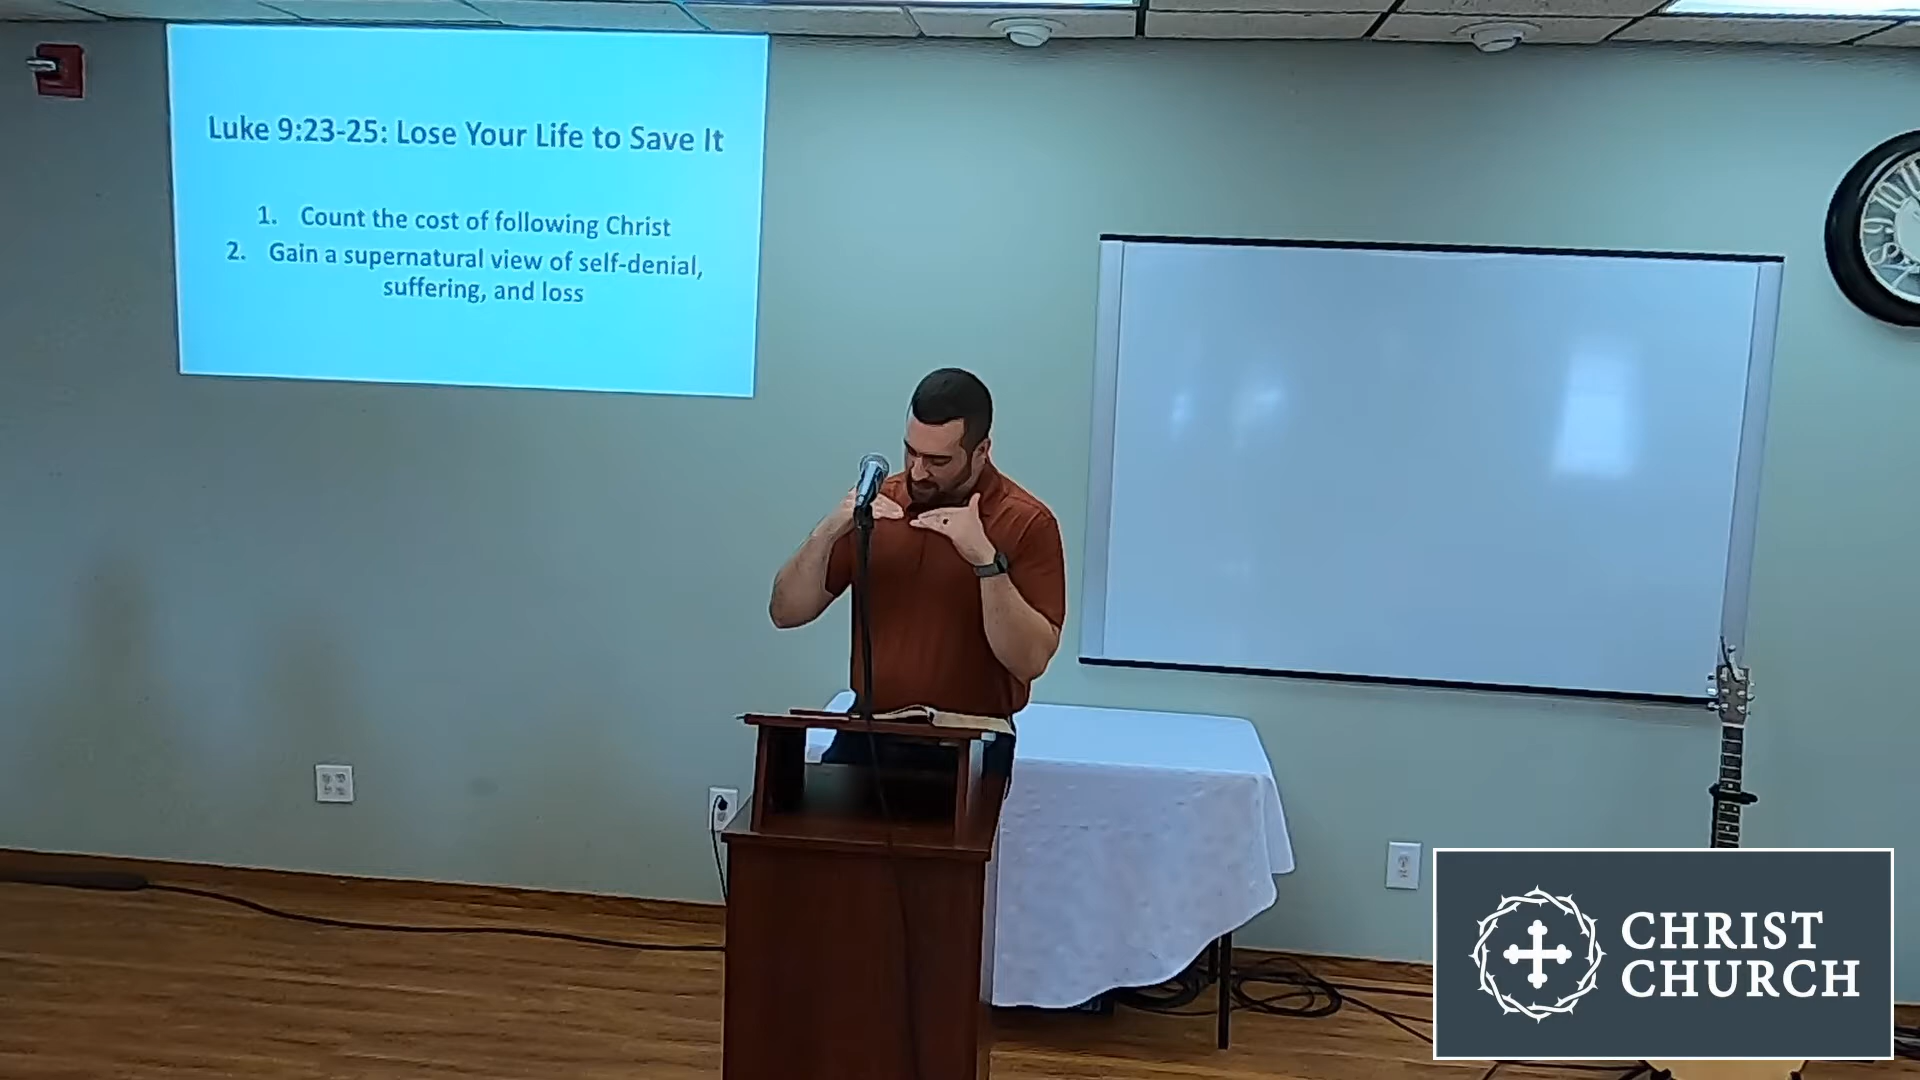 Luke 9:23-25: Lose Your Life to Save It
1. Count the cost of following Christ
2. Gain a supernatural view of self-denial,
suffering, and loss
CHRIST
CHURCH